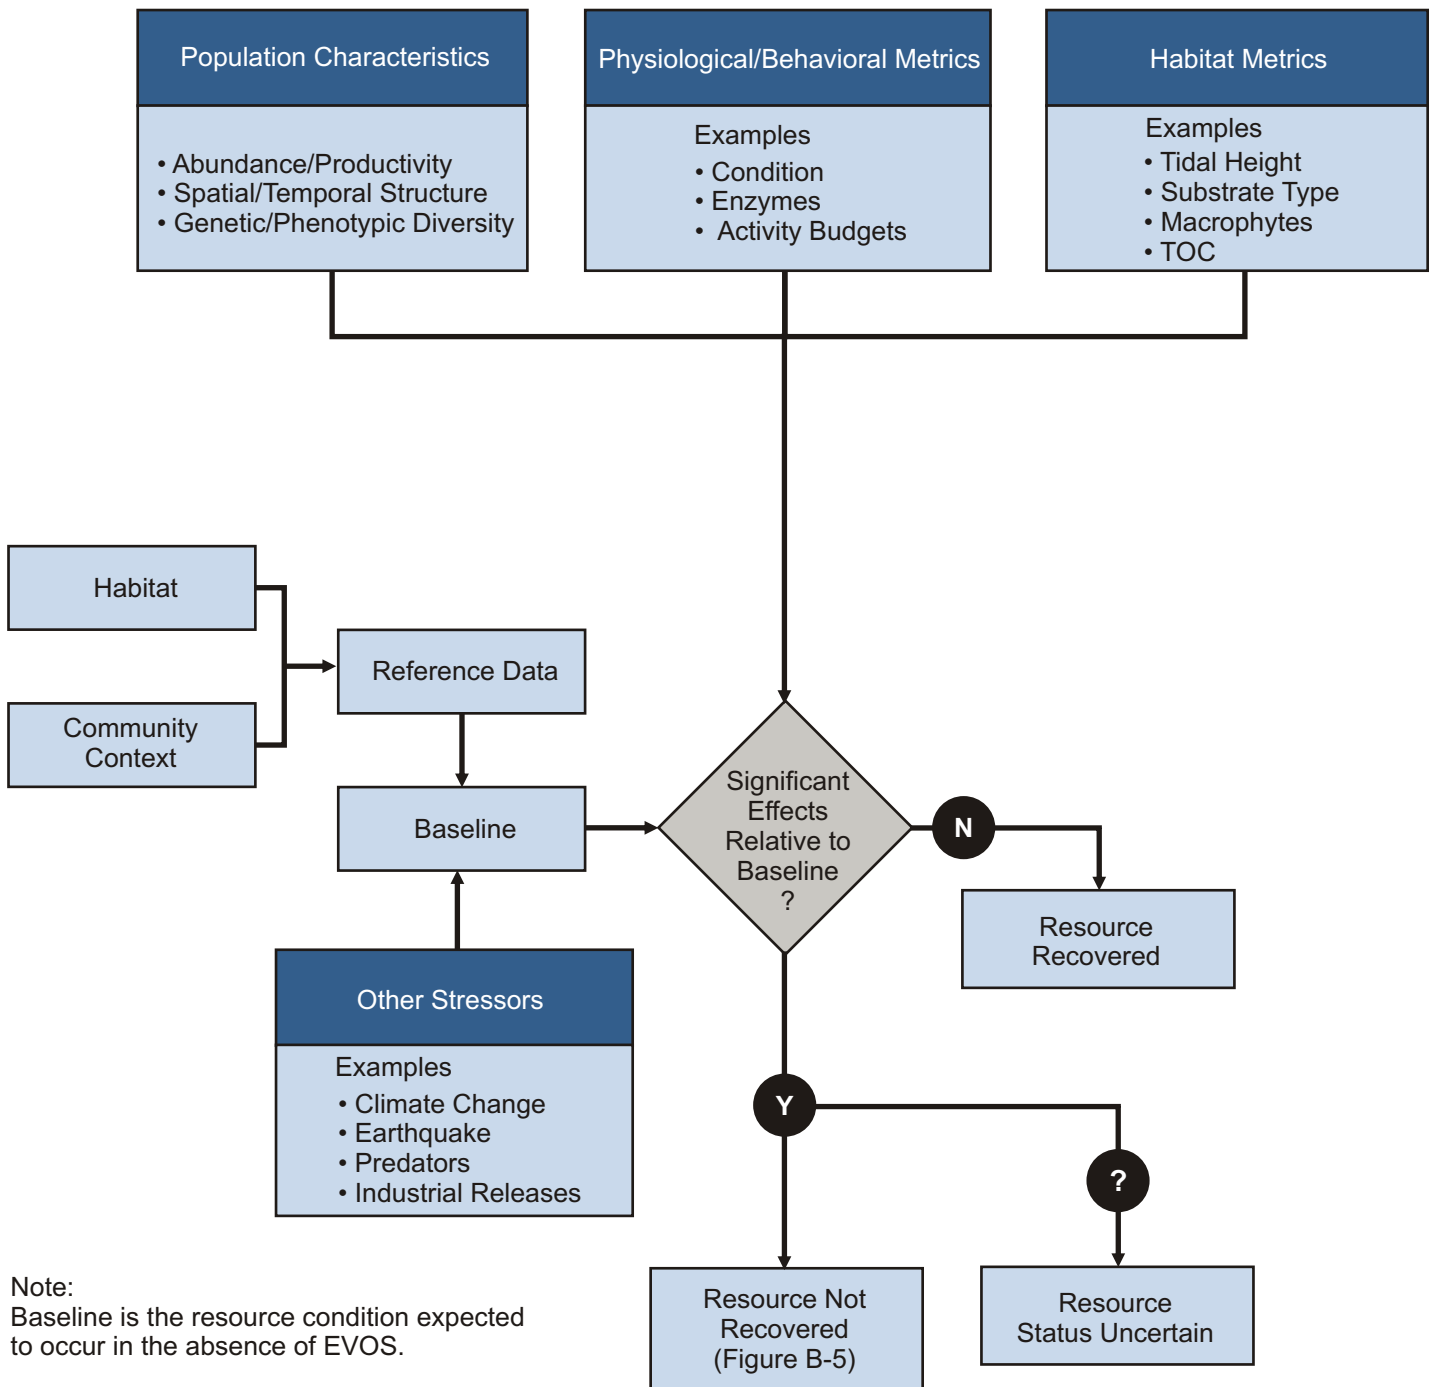 Population Characteristics
• Abundance/Productivity
• Spatial/Temporal Structure
• Genetic/Phenotypic Diversity
Physiological/Behavioral Metrics
Examples
• Condition
• Enzymes
• Activity Budgets
Habitat Metrics
Examples
• Tidal Height
• Substrate Type
• Macrophytes
• TOC
Habitat
Community
Context
Reference Data
Baseline
Significant
Effects
Relative to
Baseline
?
N
Resource
Recovered
Other Stressors
Examples
• Climate Change
• Earthquake
• Predators
• Industrial Releases
Y
?
Resource Not
Recovered
(Figure B-5)
Resource
Status Uncertain
Note:
Baseline is the resource condition expected
to occur in the absence of EVOS.